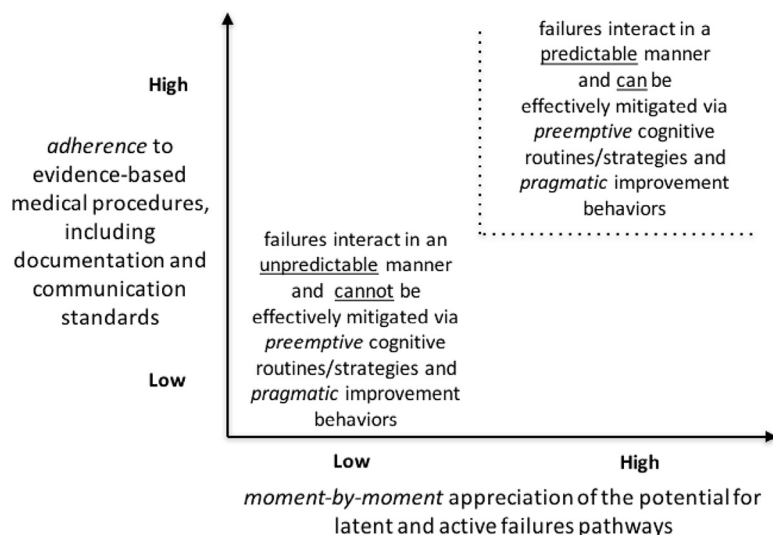 High
adherence to
evidence-based
medical procedures,
including
documentation and
communication
standards
Low
failures interact in a
predictable manner
and can be
effectively mitigated via
preemptive cognitive
routines/strategies and
pragmatic improvement
behaviors
failures interact in an
unpredictable manner
and cannot be
effectively mitigated via
preemptive cognitive
routines/strategies and
pragmatic improvement
behaviors
Low
High
moment-by-moment appreciation of the potential for
latent and active failures pathways